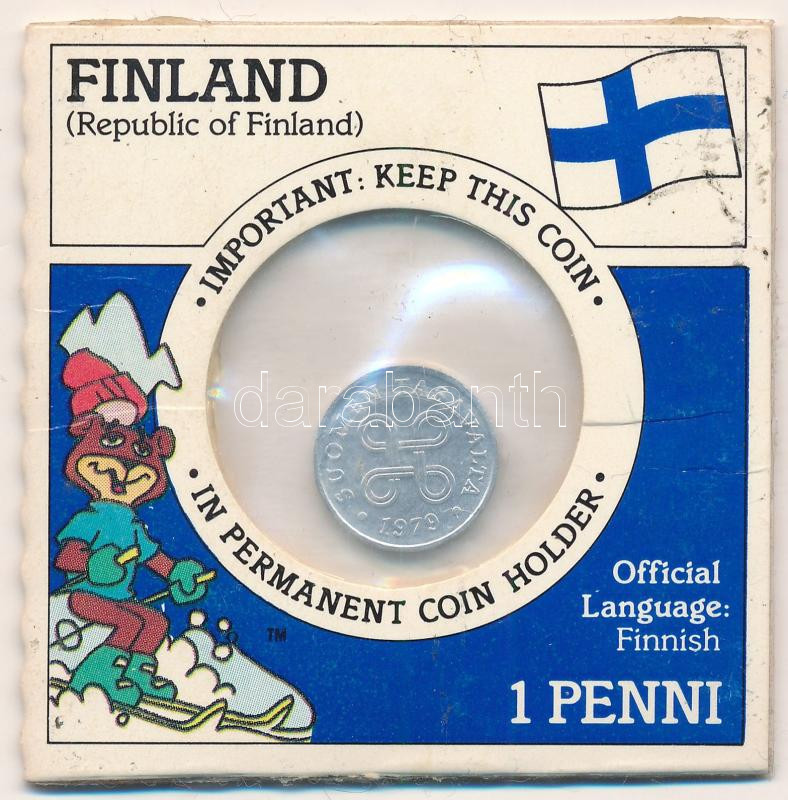 FINLAND
(Republic of Finland)
• IMPORTANT: KEEP THIS COIN •
• IN PERMANENT COIN HOLDER •
darabanth
SUOMEN TASAVALTA
• 1979
TM
Official
Language:
Finnish
1 PENNI